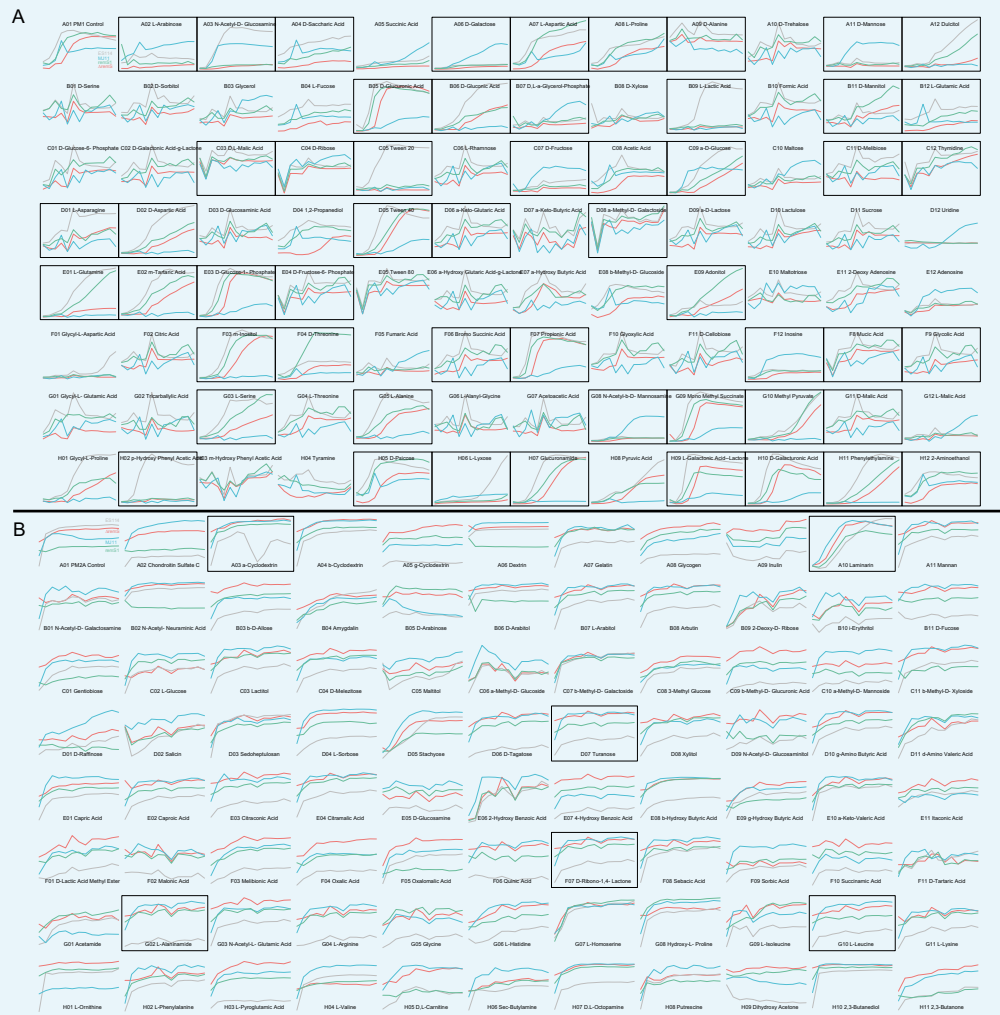 A
A01 PM1 Control
A02 L-Arabinose
A03 N-Acetyl-D- Glucosamine
A04 D-Saccharic Acid
A05 Succinic Acid
A06 D-Galactose
A07 L-Aspartic Acid
A08 L-Proline
A09 D-Alanine
A10 D-Trehalose
A11 D-Mannose
A12 Dulcitol
B01 D-Serine
B02 D-Sorbitol
B03 Glycerol
B04 L-Fucose
B05 D-Glucuronic Acid
B06 D-Gluconic Acid
B07 D,L-a-Glycerol-Phosphate
B08 D-Xylose
B09 L-Lactic Acid
B10 Formic Acid
B11 D-Mannitol
B12 L-Glutamic Acid
C01 D-Glucose-6- Phosphate
C02 D-Galactonic Acid-g-Lactone
C03 D,L-Malic Acid
C04 D-Ribose
C05 Tween 20
C06 L-Rhamnose
C07 D-Fructose
C08 Acetic Acid
C09 a-D-Glucose
C10 Maltose
C11 D-Melibiose
C12 Thymidine
D01 L-Asparagine
D02 D-Aspartic Acid
D03 D-Glucosaminic Acid
D04 1,2-Propanediol
D05 Tween 40
D06 a-Keto-Glutaric Acid
D07 a-Keto-Butyric Acid
D08 a-Methyl-D- Galactoside
D09 a-D-Lactose
D10 Lactulose
D11 Sucrose
D12 Uridine
E01 L-Glutamine
E02 m-Tartaric Acid
E03 D-Glucose-1- Phosphate
E04 D-Fructose-6- Phosphate
E05 Tween 80
E06 a-Hydroxy Glutaric Acid-g-Lactone
E07 a-Hydroxy Butyric Acid
E08 b-Methyl-D- Glucoside
E09 Adonitol
E10 Maltotriose
E11 2-Deoxy Adenosine
E12 Adenosine
F01 Glycyl-L-Aspartic Acid
F02 Citric Acid
F03 m-Inositol
F04 D-Threonine
F05 Fumaric Acid
F06 Bromo Succinic Acid
F07 Propionic Acid
F10 Glyoxylic Acid
F11 D-Cellobiose
F12 Inosine
F8 Mucic Acid
F9 Glycolic Acid
G01 Glycyl-L- Glutamic Acid
G02 Tricarballylic Acid
G03 L-Serine
G04 L-Threonine
G05 L-Alanine
G06 L-Alanyl-Glycine
G07 Acetoacetic Acid
G08 N-Acetyl-b-D- Mannosamine
G09 Mono Methyl Succinate
G10 Methyl Pyruvate
G11 D-Malic Acid
G12 L-Malic Acid
H01 Glycyl-L-Proline
H02 p-Hydroxy Phenyl Acetic Acid
H03 m-Hydroxy Phenyl Acetic Acid
H04 Tyramine
H05 D-Psicose
H06 L-Lyxose
H07 Glucuronamide
H08 Pyruvic Acid
H09 L-Galactonic Acid-Lactone
H10 D-Galacturonic Acid
H11 Phenylethylamine
H12 2-Aminoethanol
B
A01 PM2A Control
A02 Chondroitin Sulfate C
A03 a-Cyclodextrin
A04 b-Cyclodextrin
A05 g-Cyclodextrin
A06 Dextrin
A07 Gelatin
A08 Glycogen
A09 Inulin
A10 Laminarin
A11 Mannan
B01 N-Acetyl-D- Galactosamine
B02 N-Acetyl- Neuraminic Acid
B03 b-D-Allose
B04 Amygdalin
B05 D-Arabinose
B06 D-Arabitol
B07 L-Arabitol
B08 Arbutin
B09 2-Deoxy-D- Ribose
B10 i-Erythritol
B11 D-Fucose
C01 Gentiobiose
C02 L-Glucose
C03 Lactitol
C04 D-Melezitose
C05 Maltitol
C06 a-Methyl-D- Glucoside
C07 b-Methyl-D- Galactoside
C08 3-Methyl Glucose
C09 b-Methyl-D- Glucuronic Acid
C10 a-Methyl-D- Mannoside
C11 b-Methyl-D- Xyloside
D01 D-Raffinose
D02 Salicin
D03 Sedoheptulosan
D04 L-Sorbose
D05 Stachyose
D06 D-Tagatose
D07 Turanose
D08 Xylitol
D09 N-Acetyl-D- Glucosaminitol
D10 g-Amino Butyric Acid
D11 d-Amino Valeric Acid
E01 Capric Acid
E02 Caproic Acid
E03 Citraconic Acid
E04 Citramalic Acid
E05 D-Glucosamine
E06 2-Hydroxy Benzoic Acid
E07 4-Hydroxy Benzoic Acid
E08 b-Hydroxy Butyric Acid
E09 g-Hydroxy Butyric Acid
E10 a-Keto-Valeric Acid
E11 Itaconic Acid
F01 D-Lactic Acid Methyl Ester
F02 Malonic Acid
F03 Melibionic Acid
F04 Oxalic Acid
F05 Oxalomalic Acid
F06 Quinic Acid
F07 D-Ribono-1,4- Lactone
F08 Sebacic Acid
F09 Sorbic Acid
F10 Succinamic Acid
F11 D-Tartaric Acid
G01 Acetamide
G02 L-Alaninamide
G03 N-Acetyl-L- Glutamic Acid
G04 L-Arginine
G05 Glycine
G06 L-Histidine
G07 L-Homoserine
G08 Hydroxy-L- Proline
G09 L-Isoleucine
G10 L-Leucine
G11 L-Lysine
H01 L-Ornithine
H02 L-Phenylalanine
H03 L-Pyroglutamic Acid
H04 L-Valine
H05 D,L-Carnitine
H06 Sec-Butylamine
H07 D.L-Octopamine
H08 Putrescine
H09 Dihydroxy Acetone
H10 2,3-Butanediol
H11 2,3-Butanone